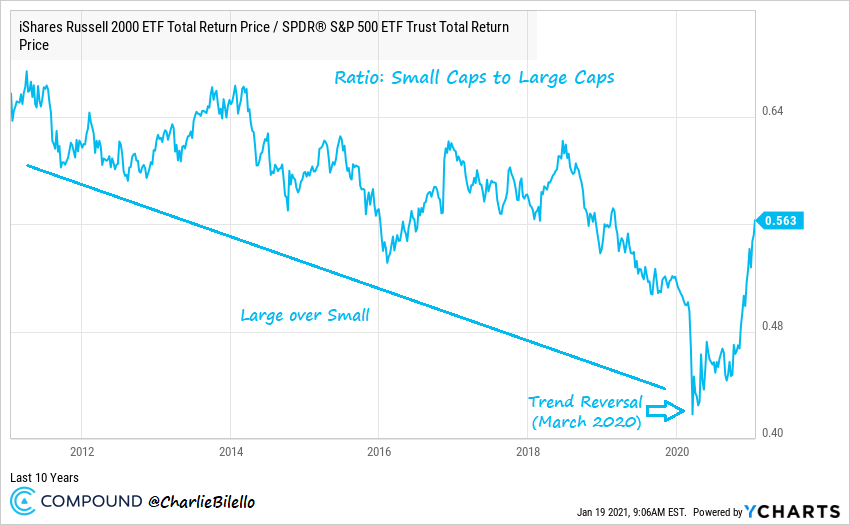 iShares Russell 2000 ETF Total Return Price / SPDR® S&P 500 ETF Trust Total Return
Price
Ratio: Small Caps to Large Caps
0.64
0.563
Large over Small
0.48
Trend Reversal
(March 2020)
0.40
2012 2014 2016 2018 2020
Last 10 Years
COMPOUND @CharlieBilello
Jan 19 2021, 9:06AM EST. Powered by YCHARTS